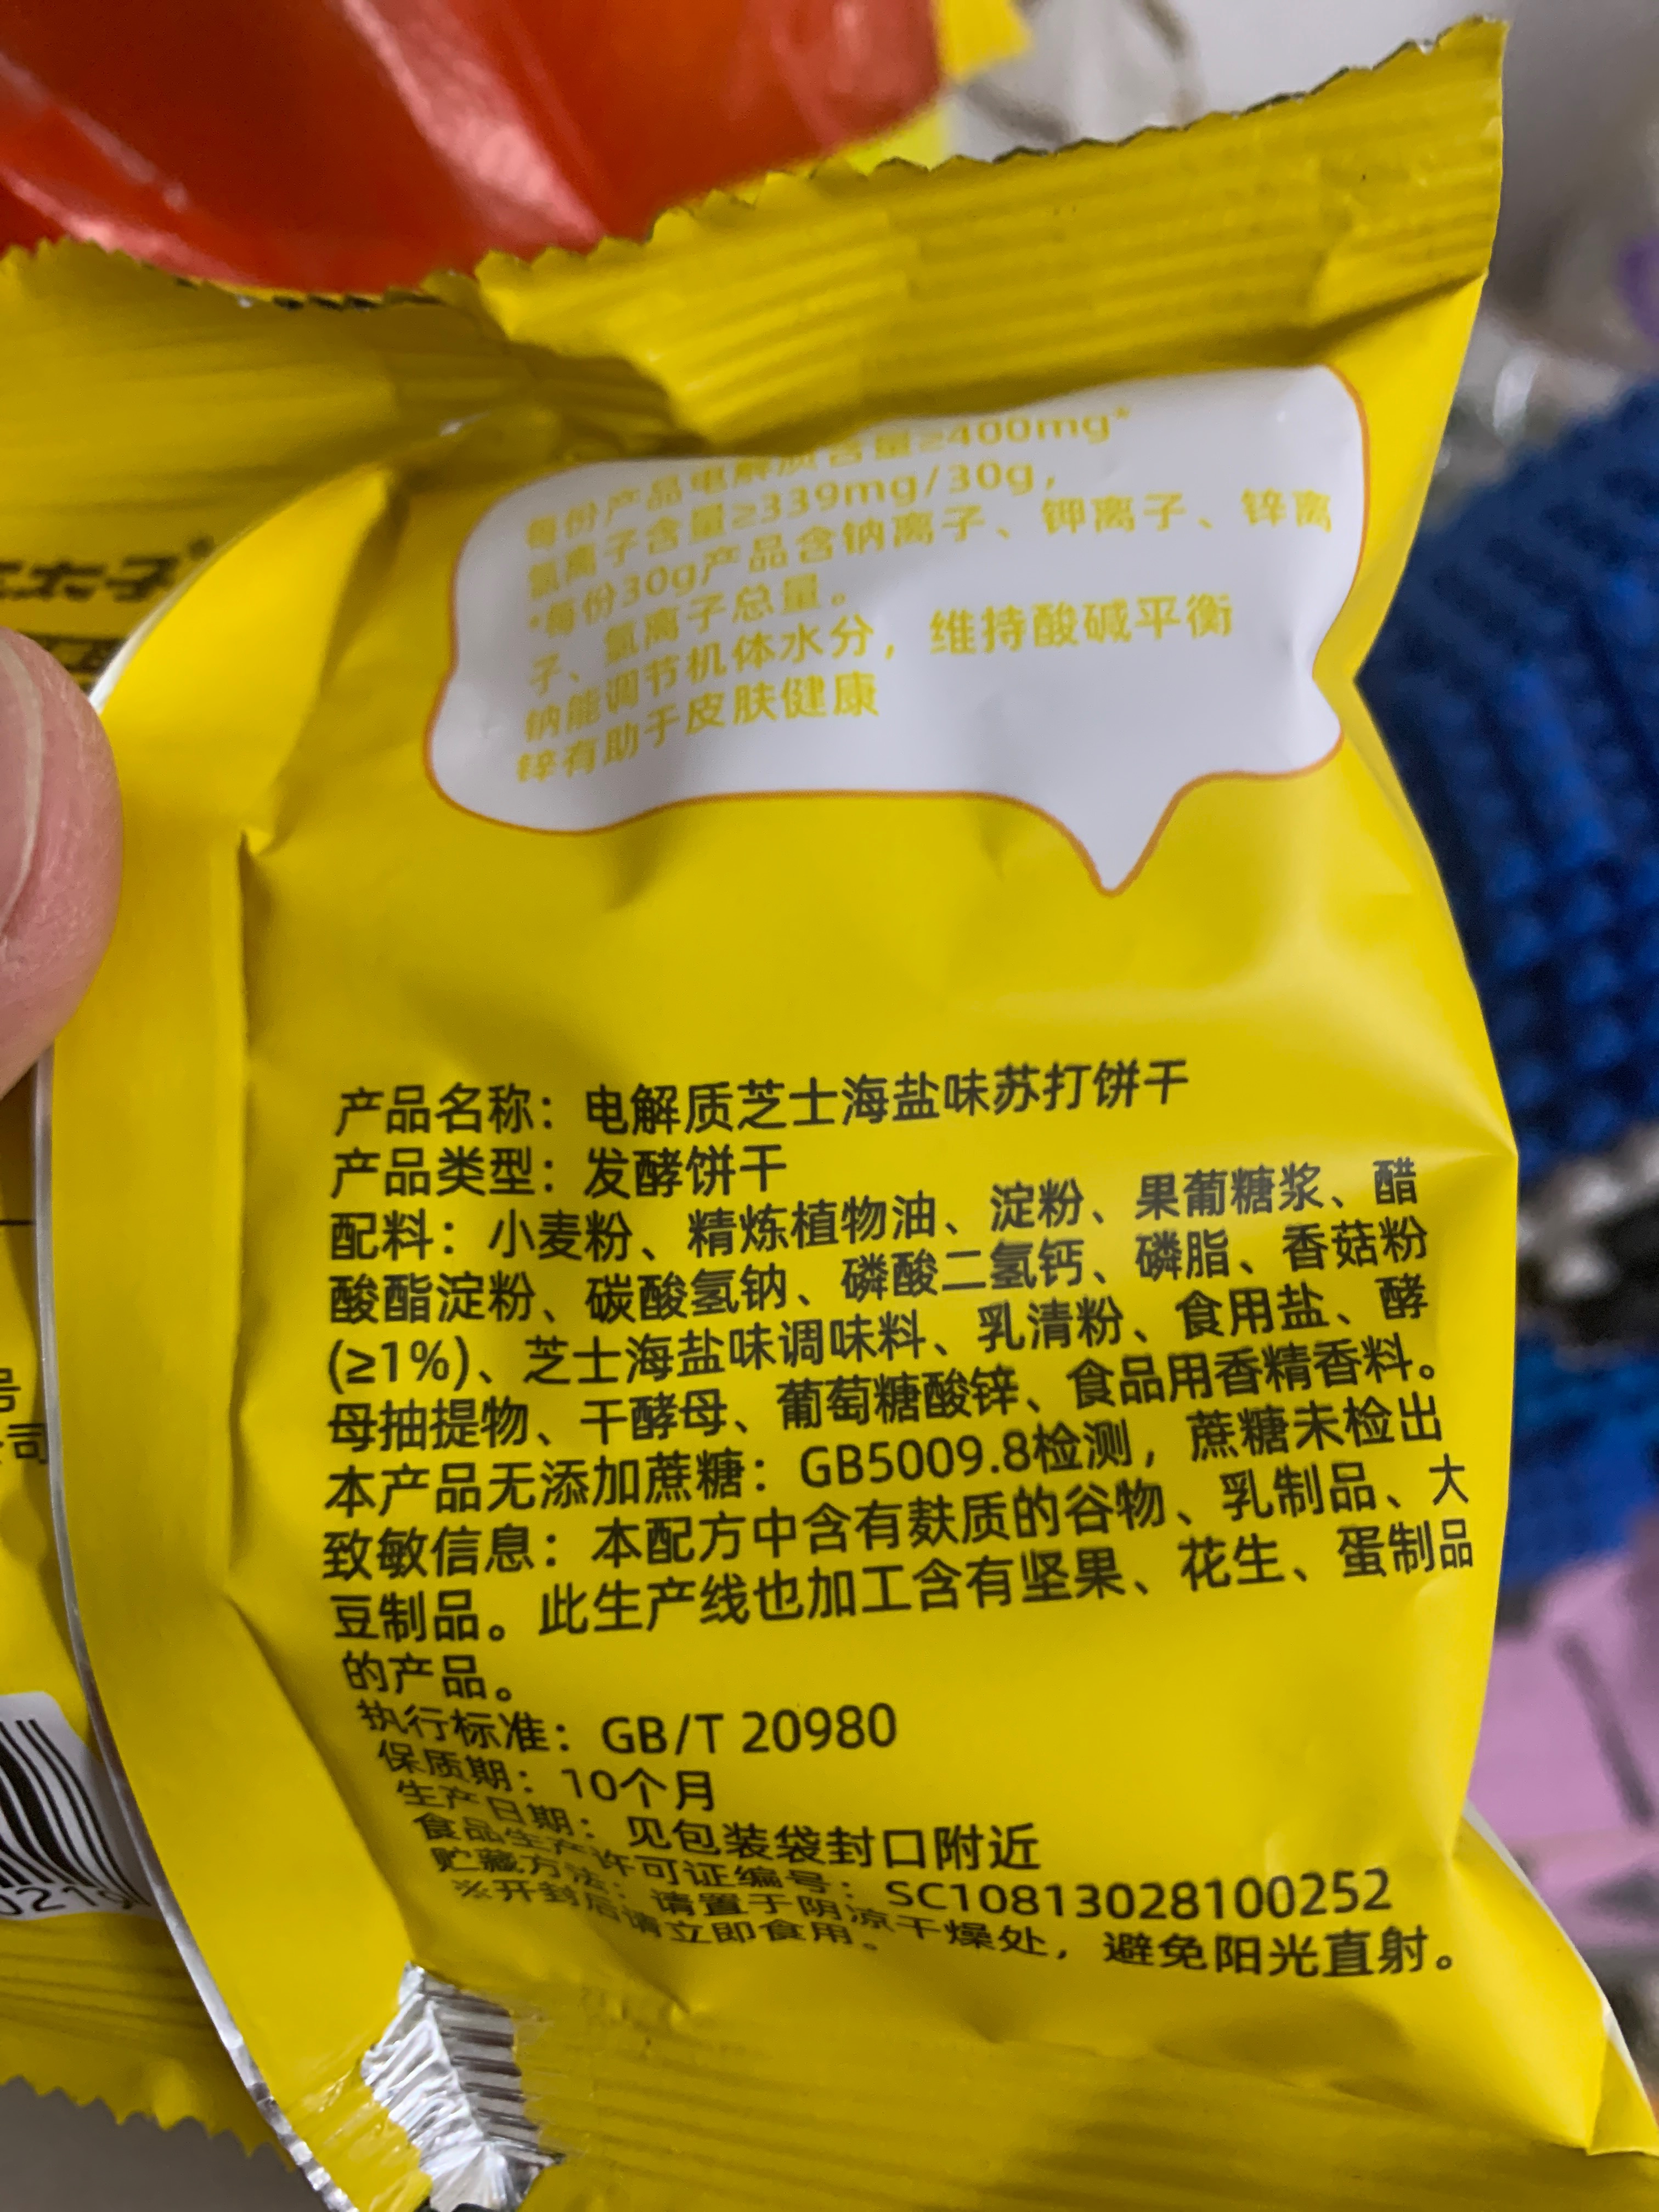 每份产品电解质含量≥400mg*
氯离子含量≥339mg/30g，
*每份30g产品含钠离子、钾离子、锌离
子、氯离子总量。
钠能调节机体水分，维持酸碱平衡
锌有助于皮肤健康
太子
产品名称：电解质芝士海盐味苏打饼干
产品类型：发酵饼干
配料：小麦粉、精炼植物油、淀粉、果葡糖浆、醋
酸酯淀粉、碳酸氢钠、磷酸二氢钙、磷脂、香菇粉
(≥1%)、芝士海盐味调味料、乳清粉、食用盐、酵
母抽提物、干酵母、葡萄糖酸锌、食品用香精香料。
本产品无添加蔗糖：GB5009.8检测，蔗糖未检出
致敏信息：本配方中含有麸质的谷物、乳制品、大
豆制品。此生产线也加工含有坚果、花生、蛋制品
的产品。
执行标准：GB/T 20980
保质期：10个月
生产日期：见包装袋封口附近
食品生产许可证编号：SC10813028100252
贮藏方法：请置于阴凉干燥处，避免阳光直射。
※开封后请立即食用。
号
司